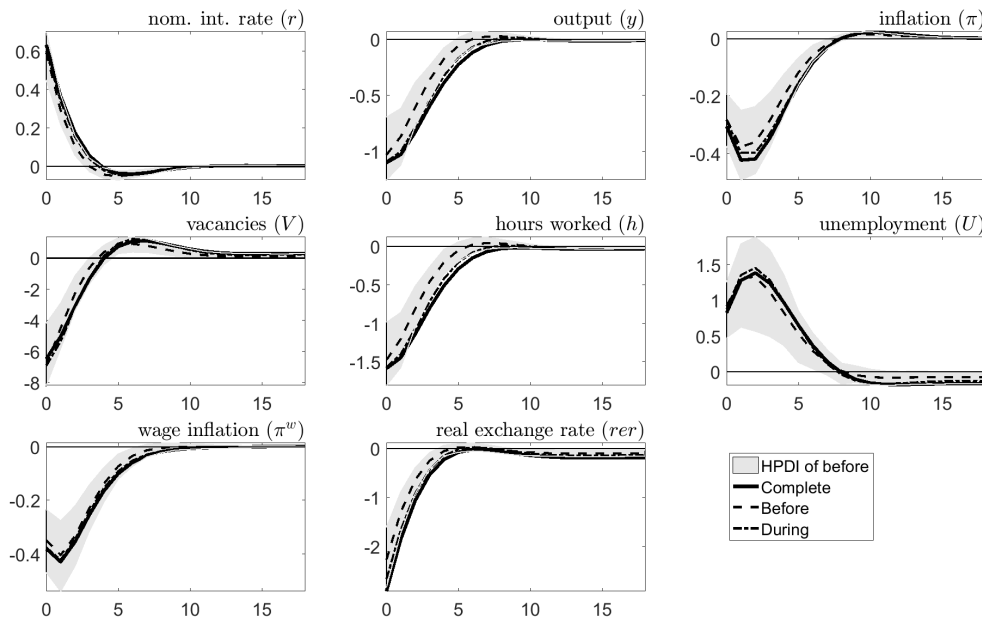 nom. int. rate (r)
0.6
0.4
0.2
0
0 5 10 15
output (y)
0
-0.5
-1
0 5 10 15
inflation (π)
0
-0.2
-0.4
0 5 10 15
vacancies (V)
0
-2
-4
-6
-8
0 5 10 15
hours worked (h)
0
-0.5
-1
-1.5
0 5 10 15
unemployment (U)
1.5
1
0.5
0
0 5 10 15
wage inflation (πʷ)
0
-0.2
-0.4
0 5 10 15
real exchange rate (rer)
0
-1
-2
0 5 10 15
HPDI of before
Complete
Before
During